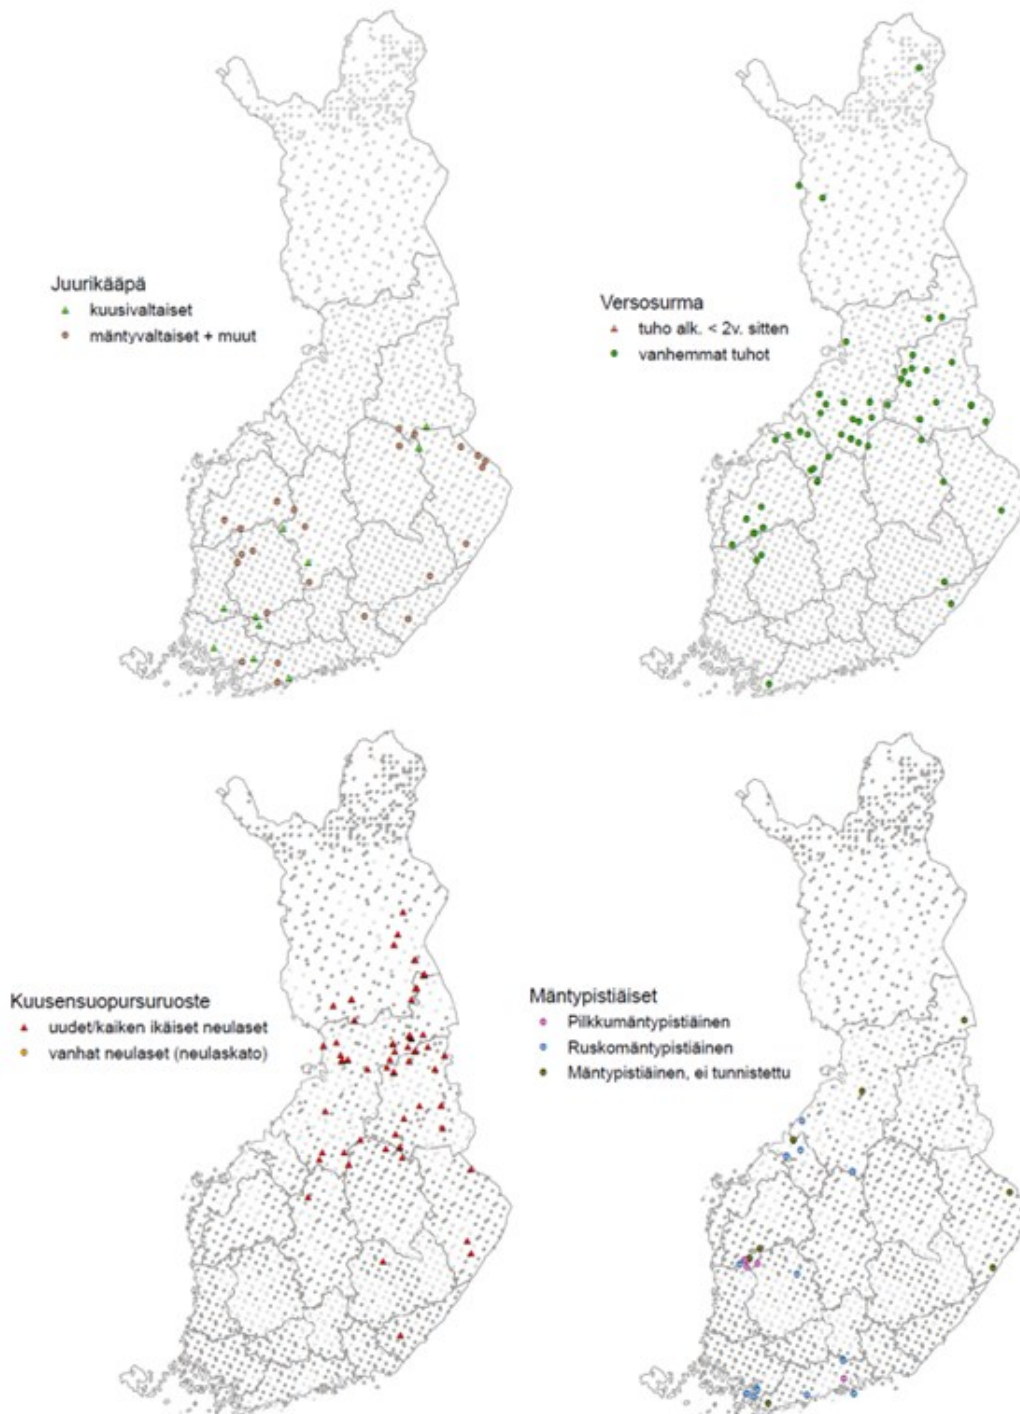 Juurikääpä
kuusivaltaiset
mäntyvaltaiset + muut
Versosurma
tuho alk. < 2v. sitten
vanhemmat tuhot
Kuusensuopursuruoste
uudet/kaiken ikäiset neulaset
vanhat neulaset (neulaskato)
Mäntypistiäiset
Pilkkumäntypistiäinen
Ruskomäntypistiäinen
Mäntypistiäinen, ei tunnistettu